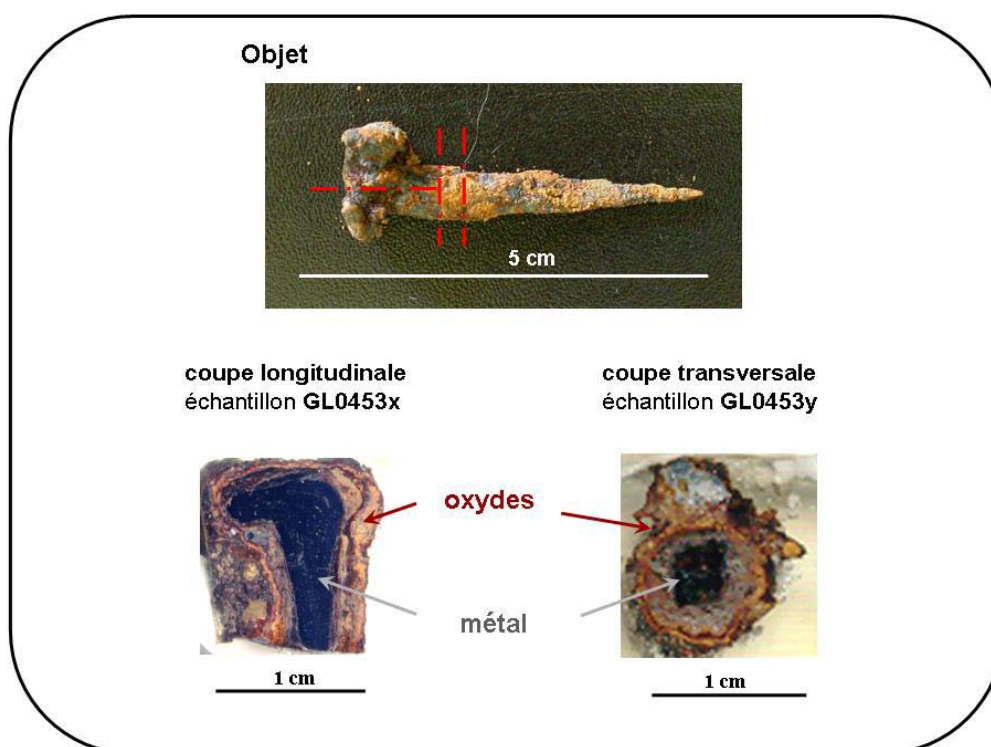 Objet
5 cm
coupe longitudinale
échantillon GL0453x
coupe transversale
échantillon GL0453y
oxydes
métal
1 cm
1 cm